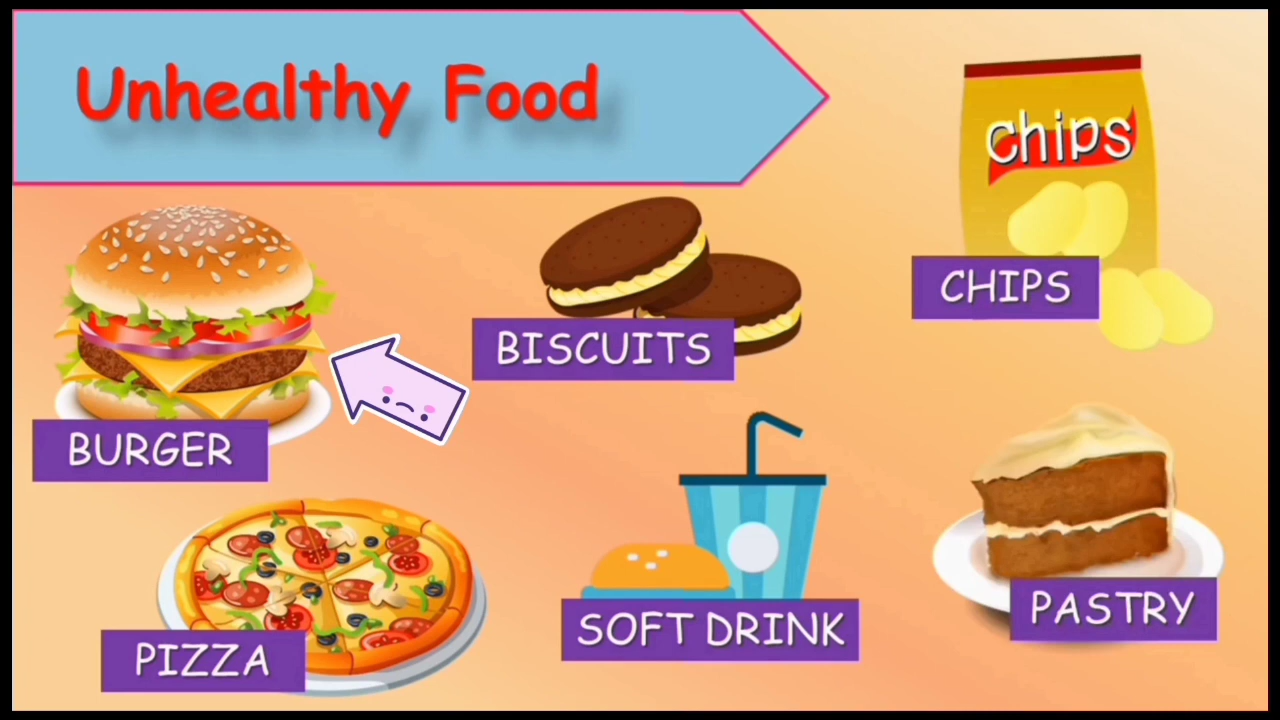 Unhealthy Food
Chips
CHIPS
BISCUITS
BURGER
SOFT DRINK
PASTRY
PIZZA